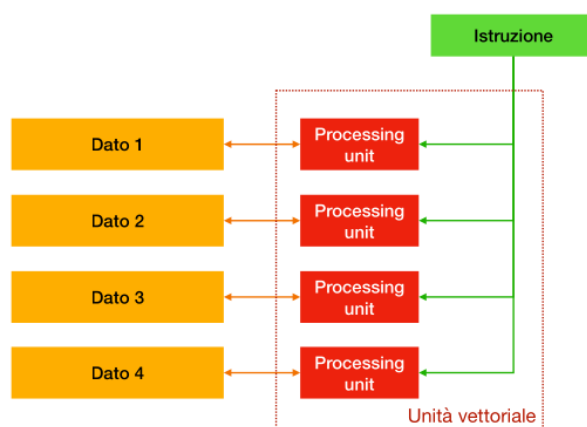 Istruzione
Dato 1
Processing
unit
Dato 2
Processing
unit
Dato 3
Processing
unit
Dato 4
Processing
unit
Unità vettoriale